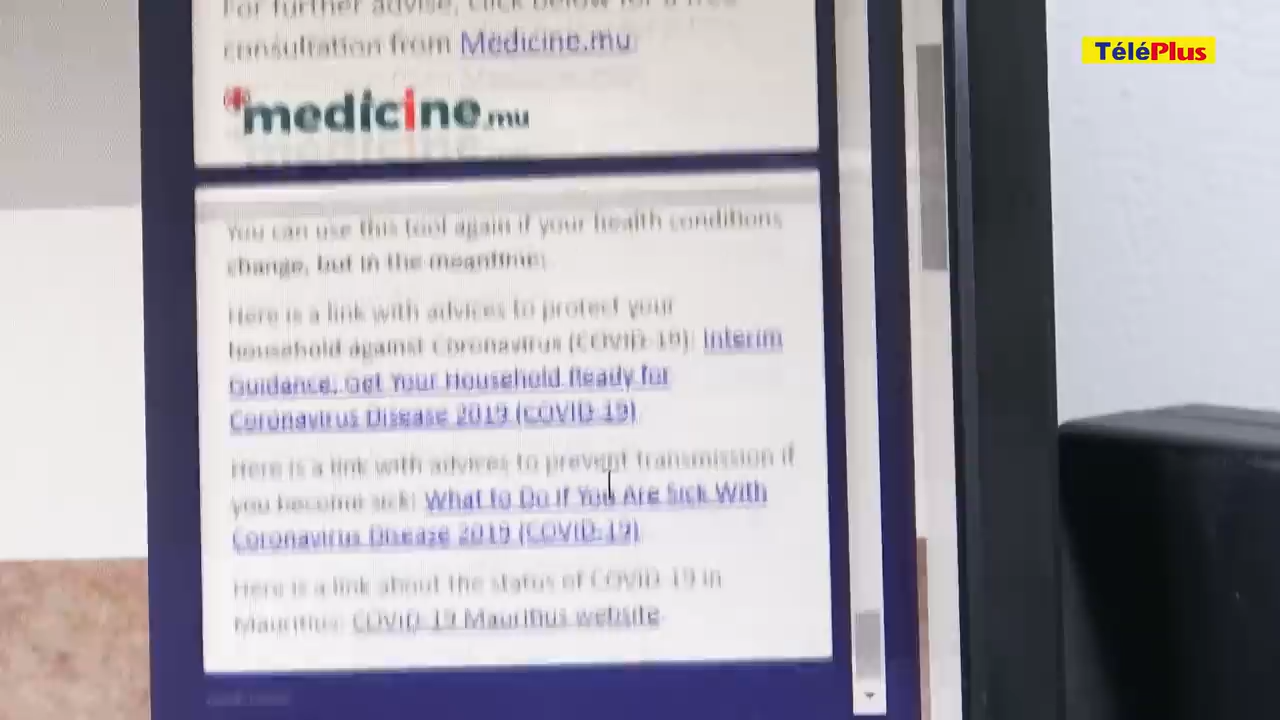 For further advise, click below for a free
consultation from Medicine.mu
medicine.mu
You can use this tool again if your health conditions
change, but in the meantime:
Here is a link with advices to protect your
household against Coronavirus (COVID-19): Interim
Guidance: Get Your Household Ready for
Coronavirus Disease 2019 (COVID-19)
Here is a link with advices to prevent transmission if
you become sick: What to Do If You Are Sick With
Coronavirus Disease 2019 (COVID-19)
Here is a link about the status of COVID-19 in
Mauritius: COVID-19 Mauritius website
TéléPlus